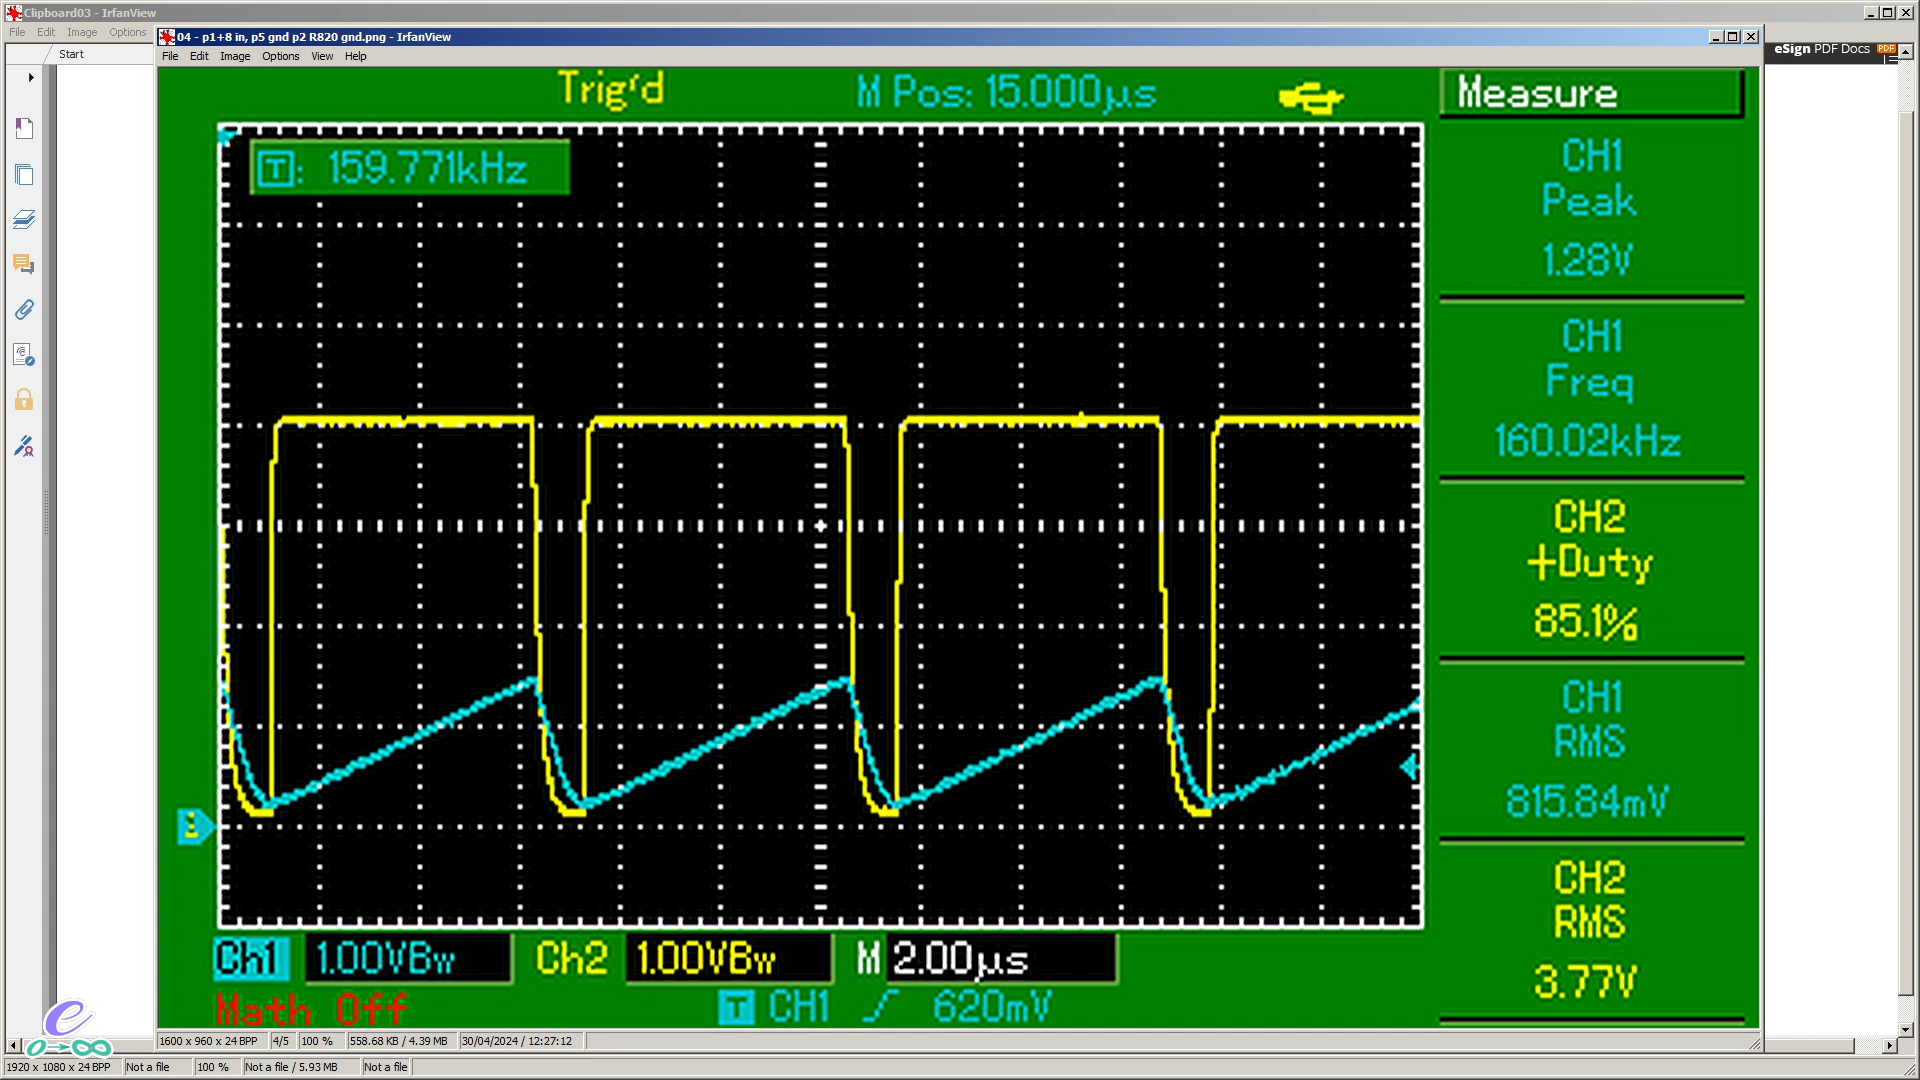 Clipboard03 - IrfanView
File Edit Image Options
Start
eSign PDF Docs PDF
04 - p1+8 in, p5 gnd p2 R820 gnd.png - IrfanView
File Edit Image Options View Help
Trig'd M Pos: 15.000µs
Measure
T: 159.771kHz
CH1
Peak
1.28V
CH1
Freq
160.02kHz
CH2
+Duty
85.1%
CH1
RMS
815.84mV
CH2
RMS
3.77V
1
Ch1 1.00VBw Ch2 1.00VBw M 2.00µs
Math Off T CH1 620mV
e
0
1600 x 960 x 24 BPP 4/5 100 % 558.68 KB / 4.39 MB 30/04/2024 / 12:27:12
1920 x 1080 x 24 BPP Not a file 100 % Not a file / 5.93 MB Not a file